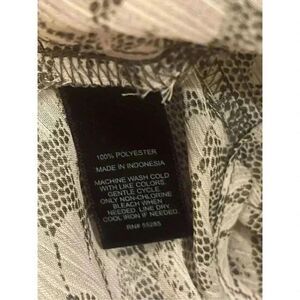 100% POLYESTER
MADE IN INDONESIA
MACHINE WASH COLD
WITH LIKE COLORS.
GENTLE CYCLE.
ONLY NON-CHLORINE
BLEACH WHEN
NEEDED. LINE DRY.
COOL IRON IF NEEDED.
RN# 55285